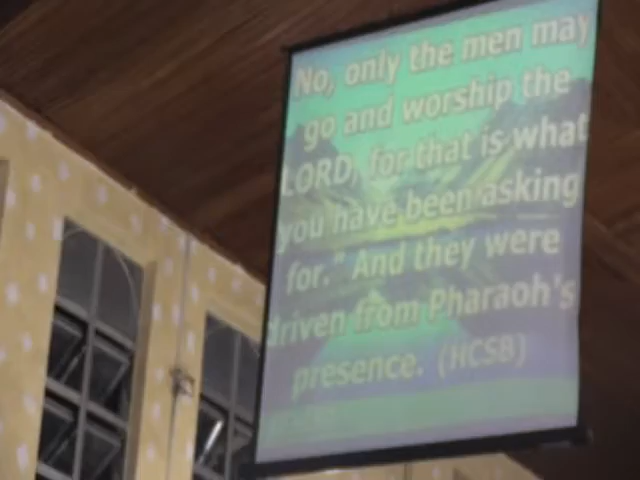 No, only the men may
go and worship the
LORD, for that is what
you have been asking
for." And they were
driven from Pharaoh's
presence. (HCSB)